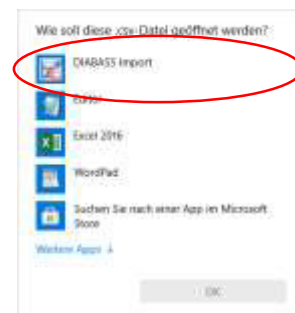 Wie soll diese .csv-Datei geöffnet werden?
DIABASS Import
Editor
Excel 2016
WordPad
Suchen Sie nach einer App im Microsoft
Store
Weitere Apps ↓
OK